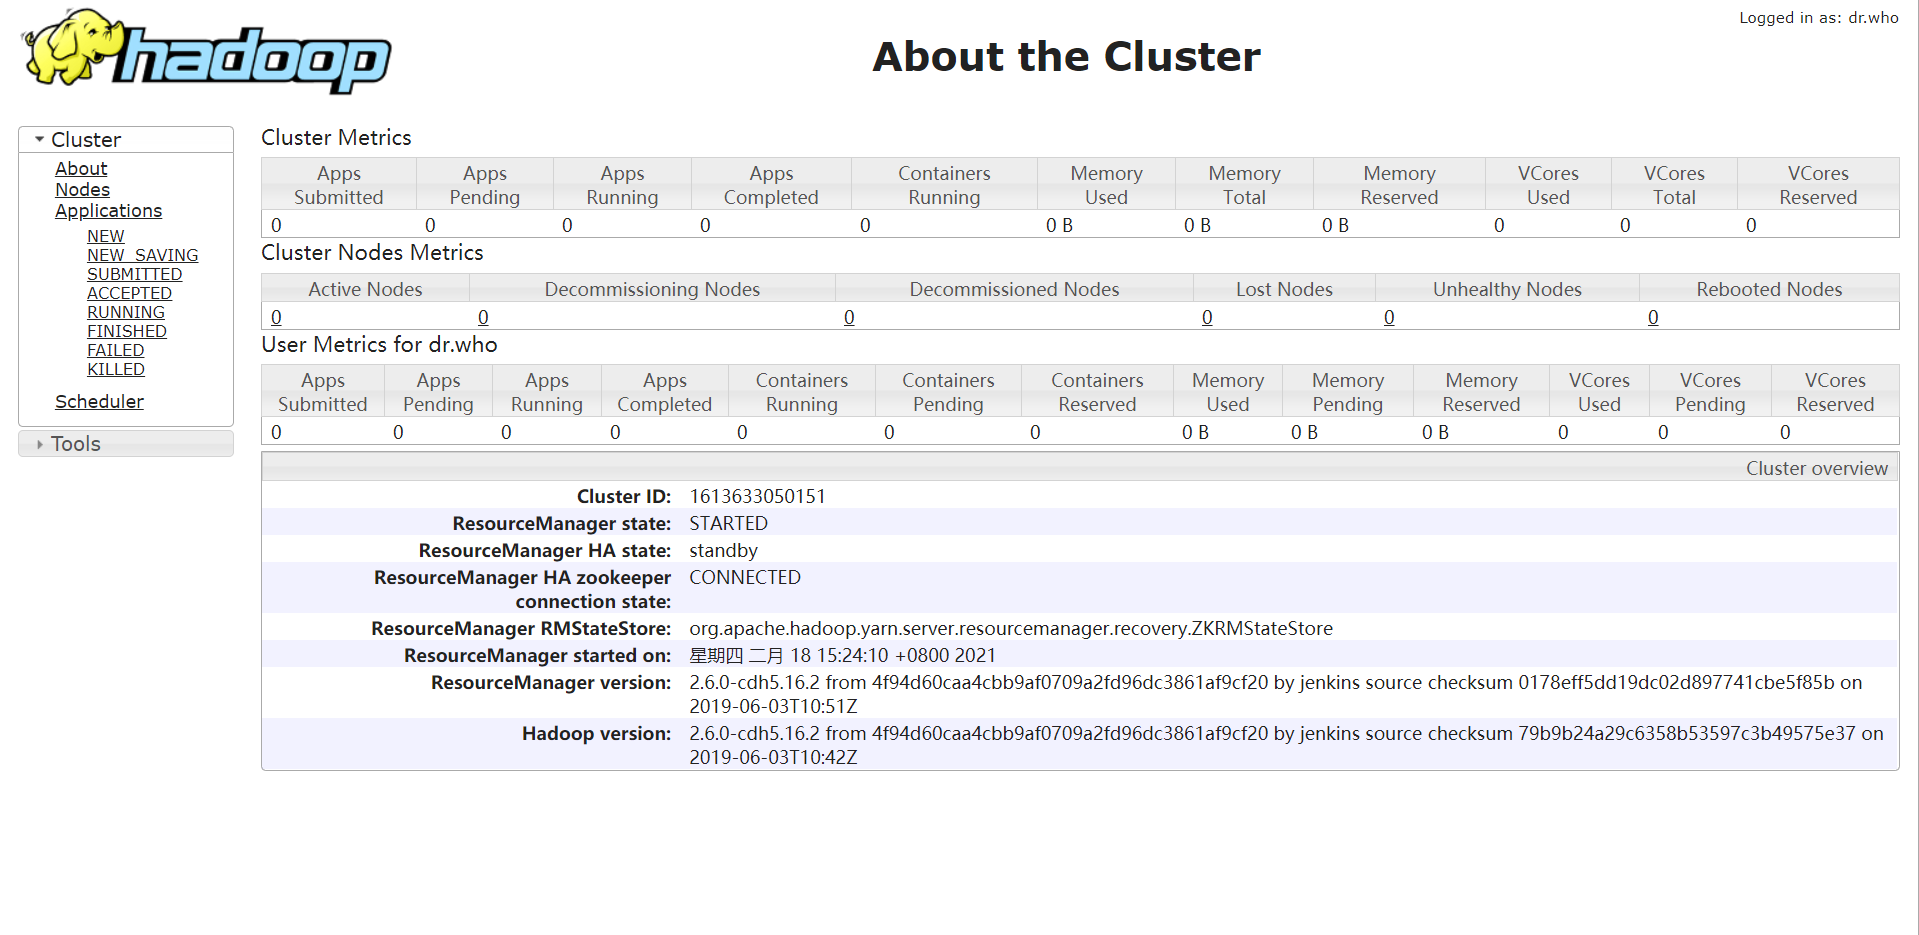 hadoop
Logged in as: dr.who
About the Cluster
Cluster
About
Nodes
Applications
NEW
NEW_SAVING
SUBMITTED
ACCEPTED
RUNNING
FINISHED
FAILED
KILLED
Scheduler
Tools
Cluster Metrics
Apps Submitted Apps Pending Apps Running Apps Completed Containers Running Memory Used Memory Total Memory Reserved VCores Used VCores Total VCores Reserved
0 0 0 0 0 0 B 0 B 0 B 0 0 0
Cluster Nodes Metrics
Active Nodes Decommissioning Nodes Decommissioned Nodes Lost Nodes Unhealthy Nodes Rebooted Nodes
0 0 0 0 0 0
User Metrics for dr.who
Apps Submitted Apps Pending Apps Running Apps Completed Containers Running Containers Pending Containers Reserved Memory Used Memory Pending Memory Reserved VCores Used VCores Pending VCores Reserved
0 0 0 0 0 0 0 0 B 0 B 0 B 0 0 0
Cluster overview
Cluster ID: 1613633050151
ResourceManager state: STARTED
ResourceManager HA state: standby
ResourceManager HA zookeeper connection state: CONNECTED
ResourceManager RMStateStore: org.apache.hadoop.yarn.server.resourcemanager.recovery.ZKRMStateStore
ResourceManager started on: 星期四 二月 18 15:24:10 +0800 2021
ResourceManager version: 2.6.0-cdh5.16.2 from 4f94d60caa4cbb9af0709a2fd96dc3861af9cf20 by jenkins source checksum 0178eff5dd19dc02d897741cbe5f85b on
2019-06-03T10:51Z
Hadoop version: 2.6.0-cdh5.16.2 from 4f94d60caa4cbb9af0709a2fd96dc3861af9cf20 by jenkins source checksum 79b9b24a29c6358b53597c3b49575e37 on
2019-06-03T10:42Z